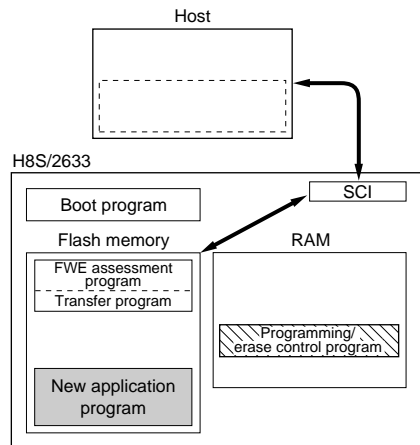 Host
H8S/2633
SCI
Boot program
Flash memory
RAM
FWE assessment
program
Transfer program
Programming/
erase control program
New application
program